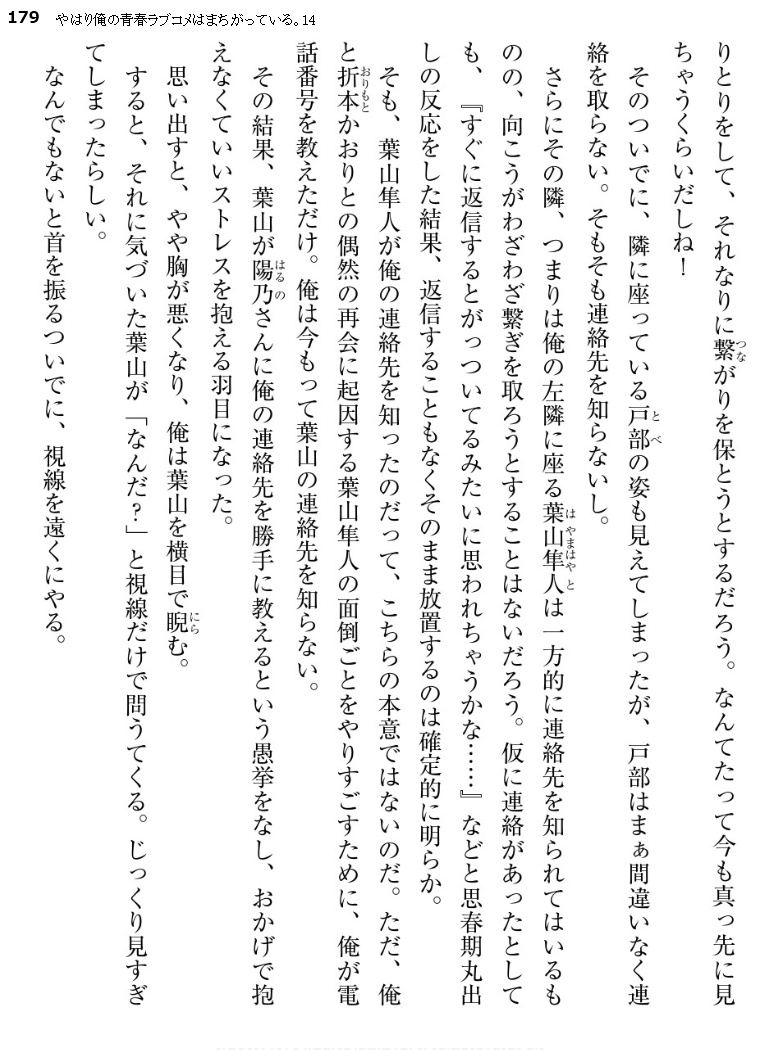 179 やはり俺の青春ラブコメはまちがっている。14
りとりをして、それなりに繋がりを保とうとするだろう。なんてたって今も真っ先に見
ちゃうくらいだしね！
そのついでに、隣に座っている戸部の姿も見えてしまったが、戸部はまぁ間違いなく連
絡を取らない。そもそも連絡先を知らないし。
さらにその隣、つまりは俺の左隣に座る葉山隼人は一方的に連絡先を知られてはいるも
のの、向こうがわざわざ繋ぎを取ろうとすることはないだろう。仮に連絡があったとして
も、『すぐに返信するとがっついてるみたいに思われちゃうかな……』などと思春期丸出
しの反応をした結果、返信することもなくそのまま放置するのは確定的に明らか。
そも、葉山隼人が俺の連絡先を知ったのだって、こちらの本意ではないのだ。ただ、俺
と折本かおりとの偶然の再会に起因する葉山隼人の面倒ごとをやりすごすために、俺が電
話番号を教えただけ。俺は今もって葉山の連絡先を知らない。
その結果、葉山が陽乃さんに俺の連絡先を勝手に教えるという愚挙をなし、おかげで抱
えなくていいストレスを抱える羽目になった。
思い出すと、やや胸が悪くなり、俺は葉山を横目で睨む。
すると、それに気づいた葉山が「なんだ？」と視線だけで問うてくる。じっくり見すぎ
てしまったらしい。
なんでもないと首を振るついでに、視線を遠くにやる。